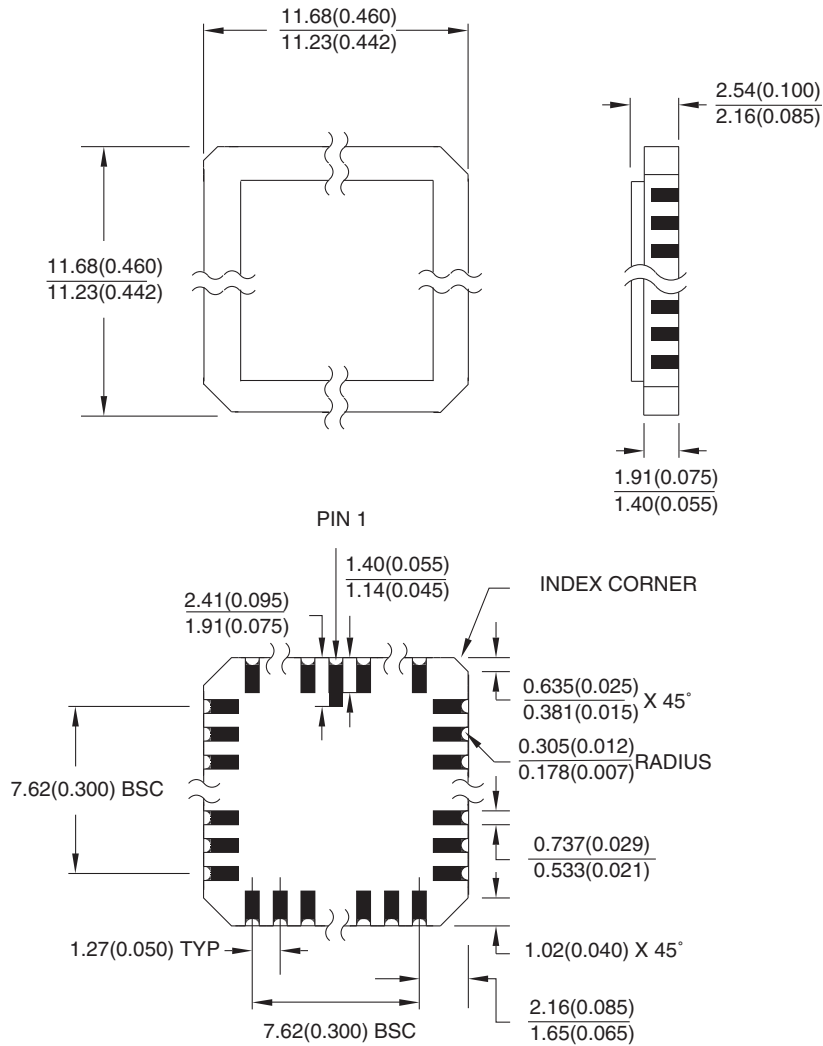 11.68(0.460)
11.23(0.442)
2.54(0.100)
2.16(0.085)
11.68(0.460)
11.23(0.442)
1.91(0.075)
1.40(0.055)
PIN 1
1.40(0.055)
1.14(0.045)
INDEX CORNER
2.41(0.095)
1.91(0.075)
0.635(0.025)
0.381(0.015) X 45˚
0.305(0.012)
0.178(0.007) RADIUS
7.62(0.300) BSC
0.737(0.029)
0.533(0.021)
1.27(0.050) TYP
1.02(0.040) X 45˚
2.16(0.085)
1.65(0.065)
7.62(0.300) BSC